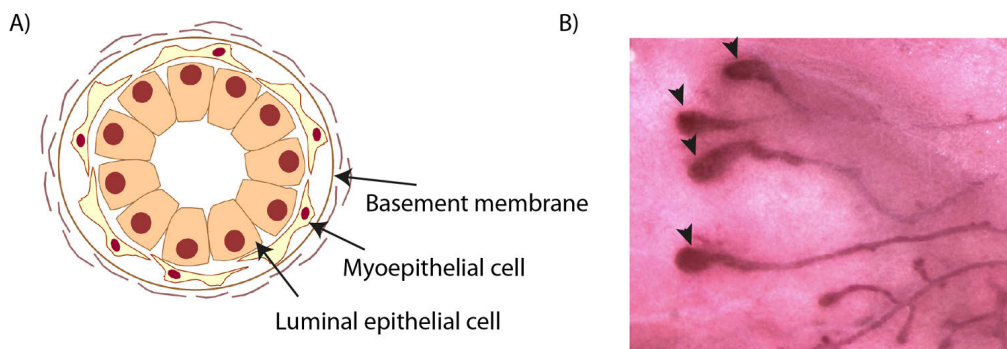 A)
B)
Basement membrane
Myoepithelial cell
Luminal epithelial cell